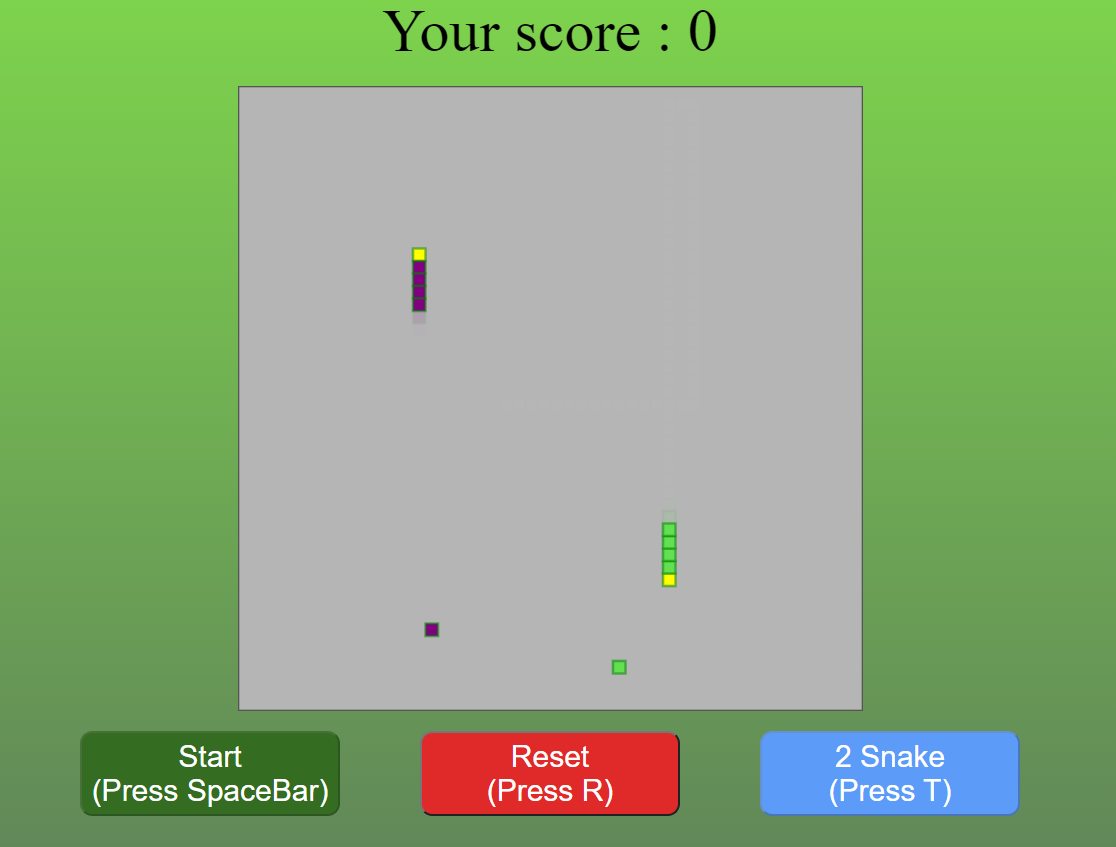 Your score : 0
Start
(Press SpaceBar)
Reset
(Press R)
2 Snake
(Press T)